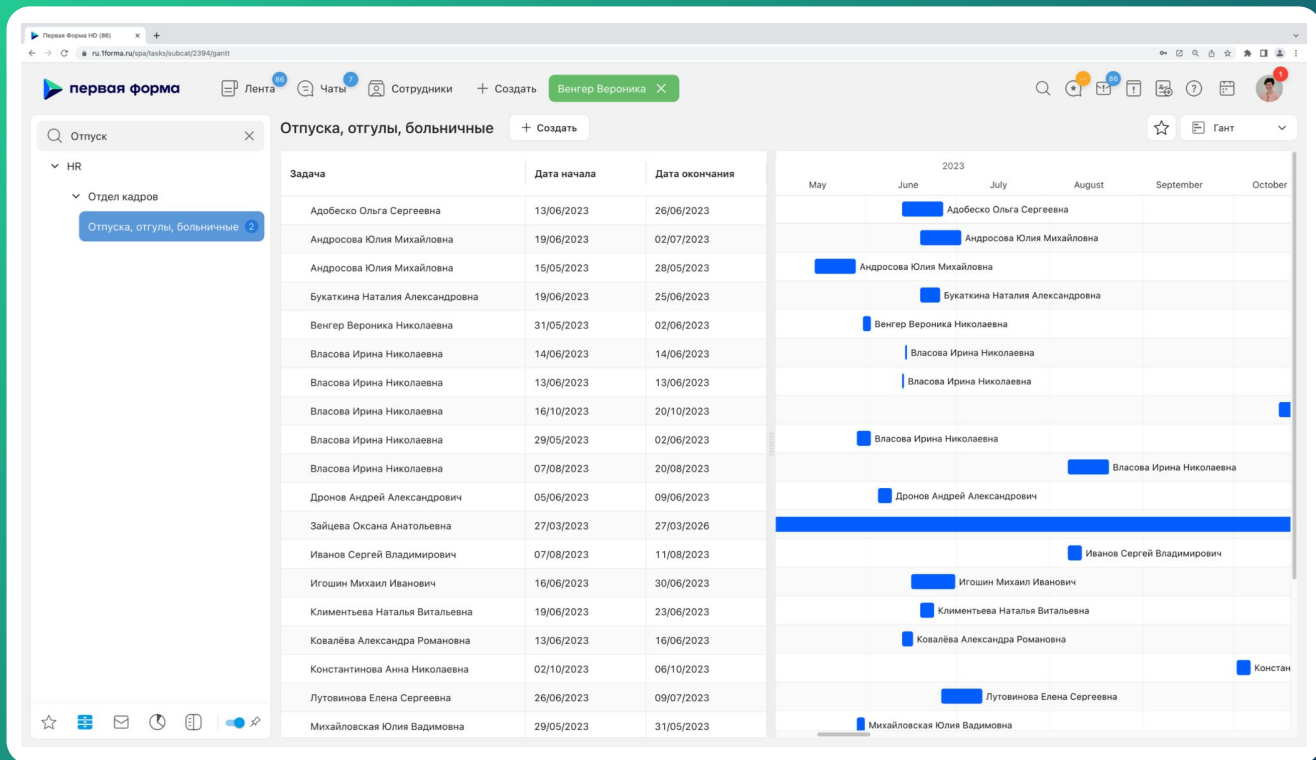 Первая Форма HD (86)
ru.1forma.ru/spa/tasks/subcat/2394/gantt
первая форма Лента 86 Чаты 7 Сотрудники + Создать Венгер Вероника 86 1
Отпуск
HR
Отдел кадров
Отпуска, отгулы, больничные 2
Отпуска, отгулы, больничные + Создать Гант
Задача Дата начала Дата окончания
2023
May June July August September October
Адобеско Ольга Сергеевна 13/06/2023 26/06/2023 Адобеско Ольга Сергеевна
Андросова Юлия Михайловна 19/06/2023 02/07/2023 Андросова Юлия Михайловна
Андросова Юлия Михайловна 15/05/2023 28/05/2023 Андросова Юлия Михайловна
Букаткина Наталия Александровна 19/06/2023 25/06/2023 Букаткина Наталия Александровна
Венгер Вероника Николаевна 31/05/2023 02/06/2023 Венгер Вероника Николаевна
Власова Ирина Николаевна 14/06/2023 14/06/2023 Власова Ирина Николаевна
Власова Ирина Николаевна 13/06/2023 13/06/2023 Власова Ирина Николаевна
Власова Ирина Николаевна 16/10/2023 20/10/2023
Власова Ирина Николаевна 29/05/2023 02/06/2023 Власова Ирина Николаевна
Власова Ирина Николаевна 07/08/2023 20/08/2023 Власова Ирина Николаевна
Дронов Андрей Александрович 05/06/2023 09/06/2023 Дронов Андрей Александрович
Зайцева Оксана Анатольевна 27/03/2023 27/03/2026
Иванов Сергей Владимирович 07/08/2023 11/08/2023 Иванов Сергей Владимирович
Игошин Михаил Иванович 16/06/2023 30/06/2023 Игошин Михаил Иванович
Климентьева Наталья Витальевна 19/06/2023 23/06/2023 Климентьева Наталья Витальевна
Ковалёва Александра Романовна 13/06/2023 16/06/2023 Ковалёва Александра Романовна
Константинова Анна Николаевна 02/10/2023 06/10/2023 Констан
Лутовинова Елена Сергеевна 26/06/2023 09/07/2023 Лутовинова Елена Сергеевна
Михайловская Юлия Вадимовна 29/05/2023 31/05/2023 Михайловская Юлия Вадимовна